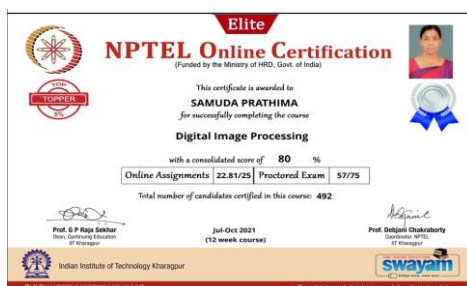 Elite
NPTEL Online Certification
(Funded by the Ministry of HRD, Govt. of India)
TOP
TOPPER
5%
This certificate is awarded to
SAMUDA PRATHIMA
for successfully completing the course
Digital Image Processing
with a consolidated score of 80 %
Online Assignments 22.81/25 Proctored Exam 57/75
Total number of candidates certified in this course: 492
Prof. G P Raja Sekhar
Dean, Continuing Education
IIT Kharagpur
Jul-Oct 2021
(12 week course)
Prof. Debjani Chakraborty
Coordinator, NPTEL
IIT Kharagpur
Indian Institute of Technology Kharagpur
swayam